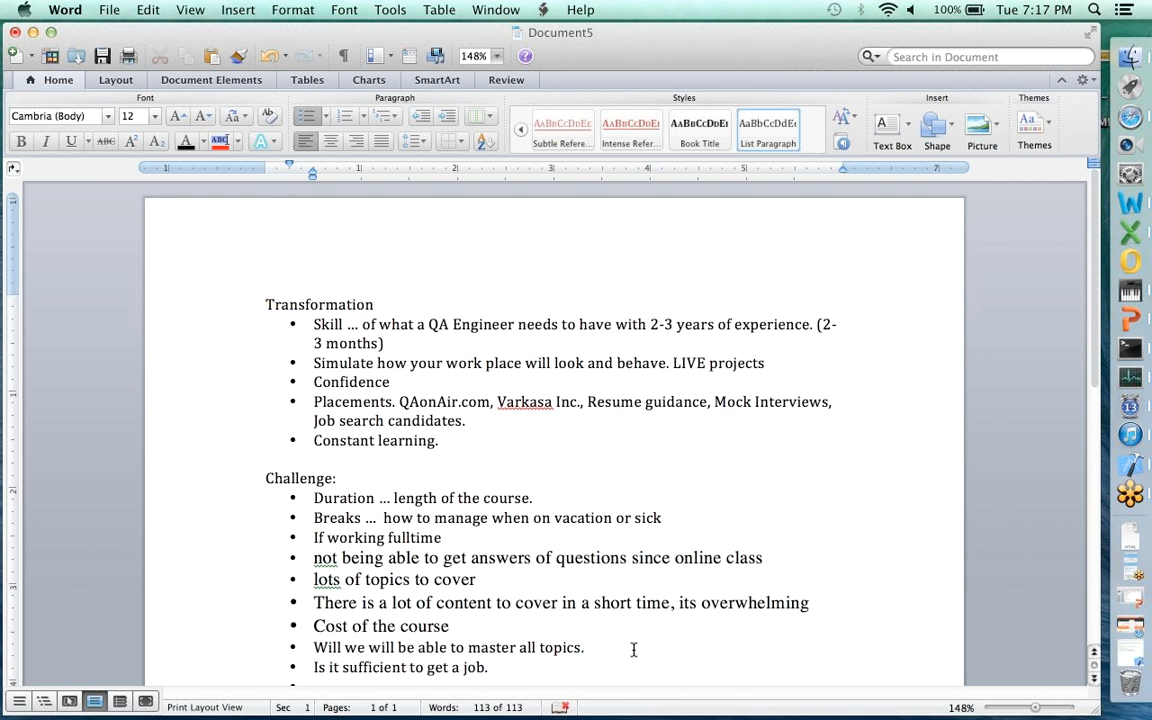 Word File Edit View Insert Format Font Tools Table Window Help 100% Tue 7:17 PM
Document5
148% Search in Document
Home Layout Document Elements Tables Charts SmartArt Review
Font Paragraph Styles Insert Themes
Cambria (Body) 12 AaBbCcDdEe AaBbCcDdEe AaBbCcDdEe AaBbCcDdEe
B I U ABC A² A₂ A ABC A Subtle Refere... Intense Refer... Book Title List Paragraph Text Box Shape Picture Themes
Transformation
• Skill ... of what a QA Engineer needs to have with 2-3 years of experience. (2-
3 months)
• Simulate how your work place will look and behave. LIVE projects
• Confidence
• Placements. QAonAir.com, Varkasa Inc., Resume guidance, Mock Interviews,
Job search candidates.
• Constant learning.
Challenge:
• Duration ... length of the course.
• Breaks ... how to manage when on vacation or sick
• If working fulltime
• not being able to get answers of questions since online class
• lots of topics to cover
• There is a lot of content to cover in a short time, its overwhelming
• Cost of the course
• Will we will be able to master all topics.
• Is it sufficient to get a job.
Print Layout View Sec 1 Pages: 1 of 1 Words: 113 of 113 148%